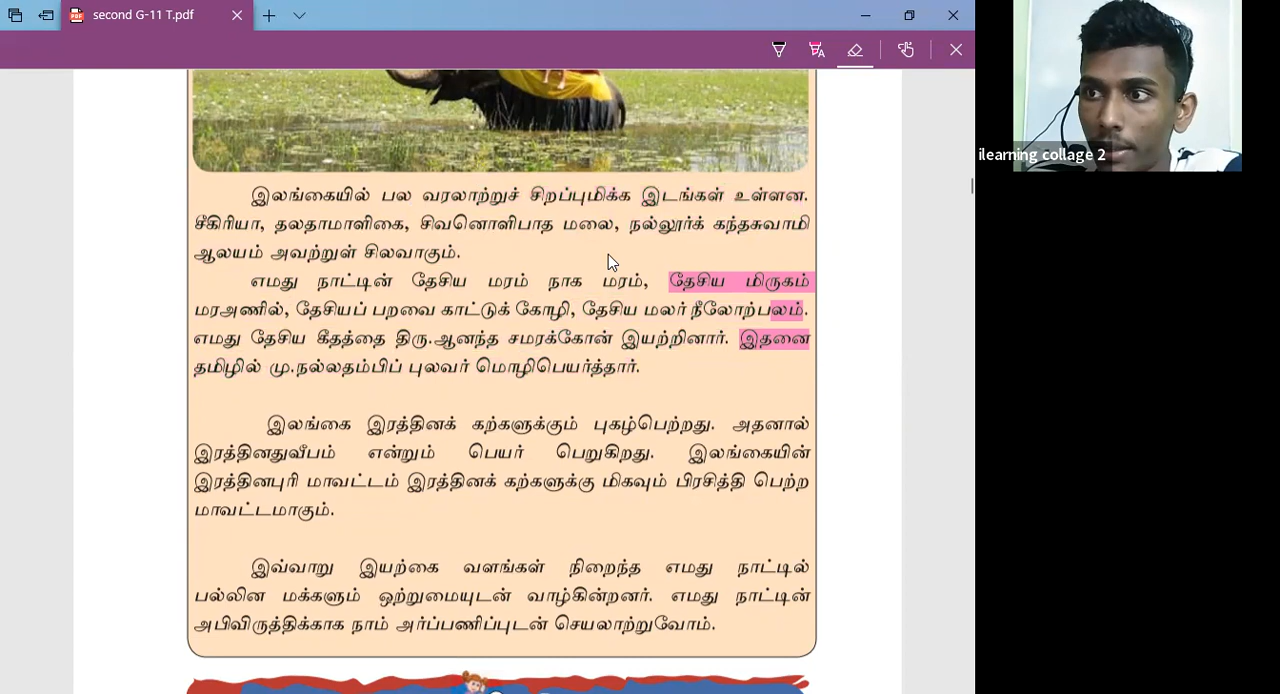 second G-11 T.pdf
ilearning collage 2
இலங்கையில் பல வரலாற்றுச் சிறப்புமிக்க இடங்கள் உள்ளன.
சீகிரியா, தலதாமாளிகை, சிவனொளிபாத மலை, நல்லூர்க் கந்தசுவாமி
ஆலயம் அவற்றுள் சிலவாகும்.
எமது நாட்டின் தேசிய மரம் நாக மரம், தேசிய மிருகம்
மரஅணில், தேசியப் பறவை காட்டுக் கோழி, தேசிய மலர் நீலோற்பலம்.
எமது தேசிய கீதத்தை திரு.ஆனந்த சமரக்கோன் இயற்றினார். இதனை
தமிழில் மு.நல்லதம்பிப் புலவர் மொழிபெயர்த்தார்.
இலங்கை இரத்தினக் கற்களுக்கும் புகழ்பெற்றது. அதனால்
இரத்தினதுவீபம் என்றும் பெயர் பெறுகிறது. இலங்கையின்
இரத்தினபுரி மாவட்டம் இரத்தினக் கற்களுக்கு மிகவும் பிரசித்தி பெற்ற
மாவட்டமாகும்.
இவ்வாறு இயற்கை வளங்கள் நிறைந்த எமது நாட்டில்
பல்லின மக்களும் ஒற்றுமையுடன் வாழ்கின்றனர். எமது நாட்டின்
அபிவிருத்திக்காக நாம் அர்ப்பணிப்புடன் செயலாற்றுவோம்.